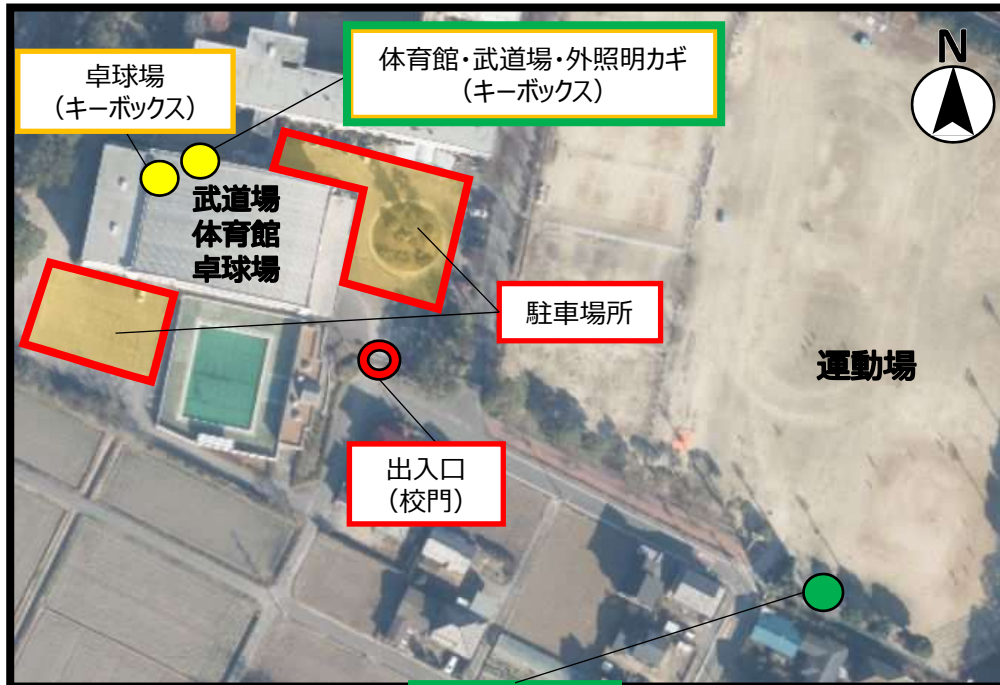 卓球場
（キーボックス）
体育館・武道場・外照明カギ
（キーボックス）
N
武道場
体育館
卓球場
駐車場所
運動場
出入口
（校門）